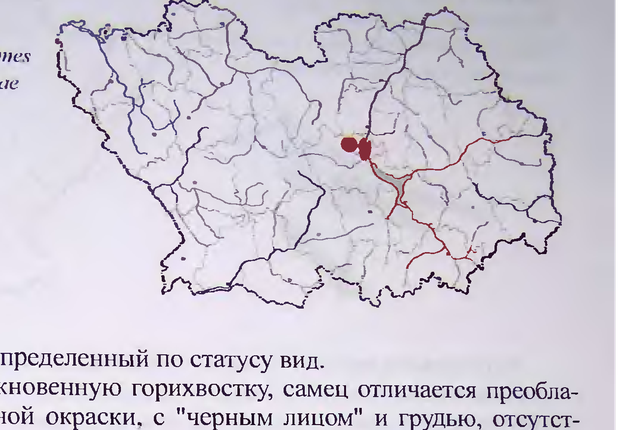 пределенный по статусу вид.
кновенную горихвостку, самец отличается преобла-
ной окраски, с "черным лицом" и грудью, отсутст-